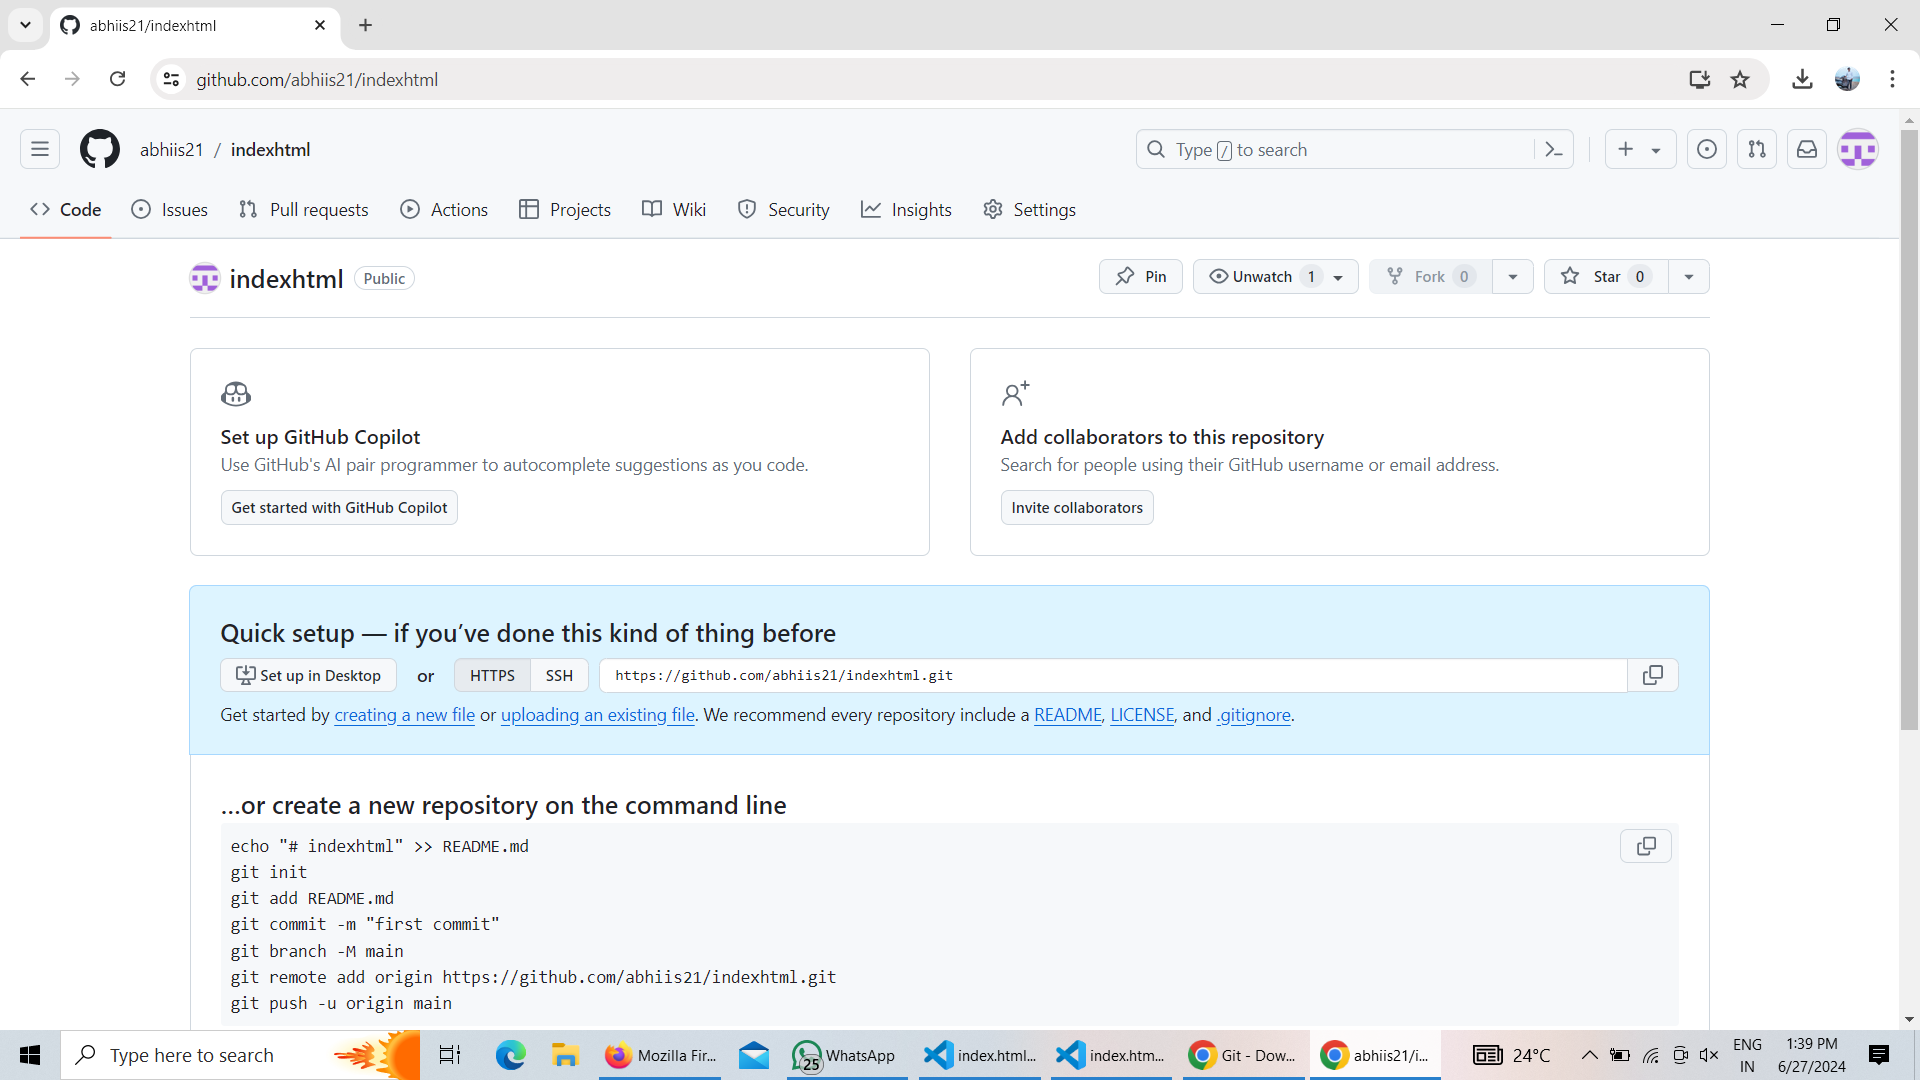 abhiis21/indexhtml
github.com/abhiis21/indexhtml
abhiis21 / indexhtml
Type / to search
Code Issues Pull requests Actions Projects Wiki Security Insights Settings
indexhtml Public
Pin Unwatch 1 Fork 0 Star 0
Set up GitHub Copilot
Use GitHub's AI pair programmer to autocomplete suggestions as you code.
Get started with GitHub Copilot
Add collaborators to this repository
Search for people using their GitHub username or email address.
Invite collaborators
Quick setup — if you’ve done this kind of thing before
Set up in Desktop or HTTPS SSH https://github.com/abhiis21/indexhtml.git
Get started by creating a new file or uploading an existing file. We recommend every repository include a README, LICENSE, and .gitignore.
…or create a new repository on the command line
echo "# indexhtml" >> README.md
git init
git add README.md
git commit -m "first commit"
git branch -M main
git remote add origin https://github.com/abhiis21/indexhtml.git
git push -u origin main
Type here to search
Mozilla Fir...
25 WhatsApp
index.html...
index.htm...
Git - Dow...
abhiis21/i...
24°C
ENG
IN
1:39 PM
6/27/2024